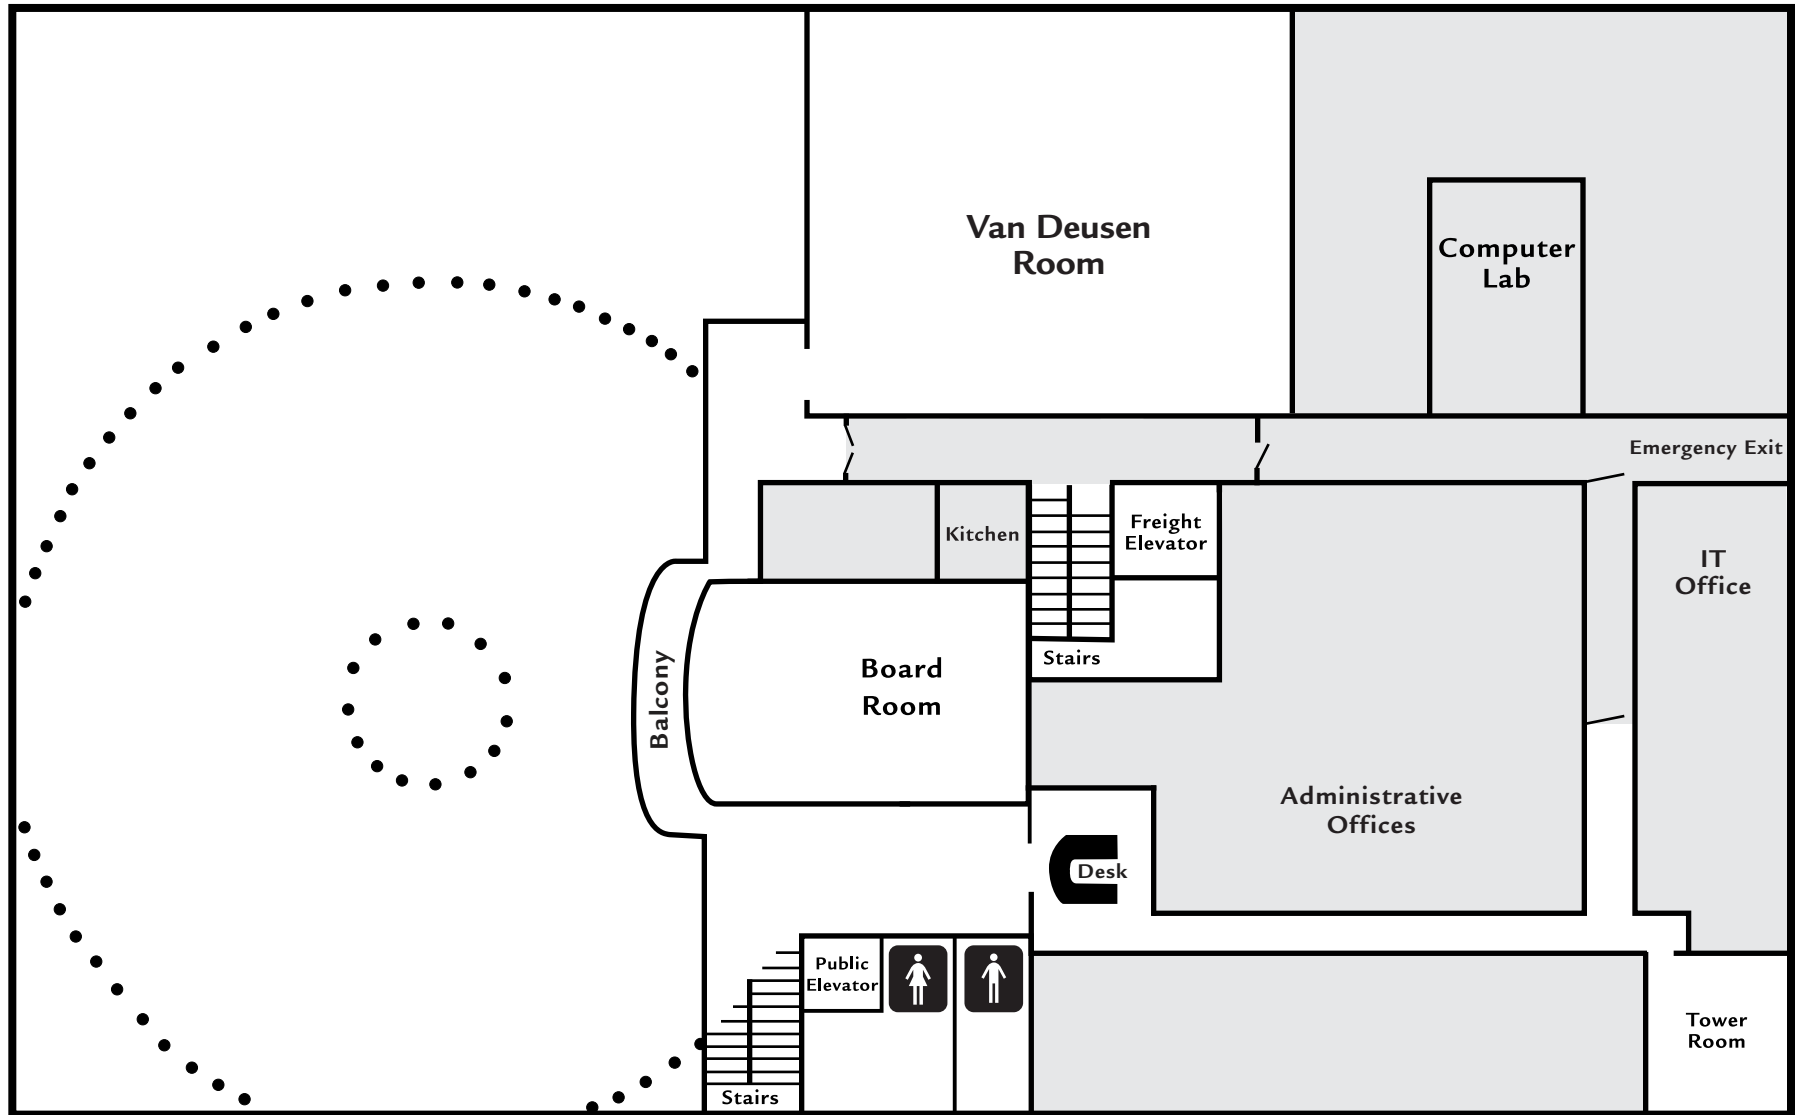 Van Deusen
Room
Computer
Lab
Emergency Exit
Kitchen
Freight
Elevator
IT
Office
Stairs
Balcony
Board
Room
Administrative
Offices
Desk
Public
Elevator
Tower
Room
Stairs